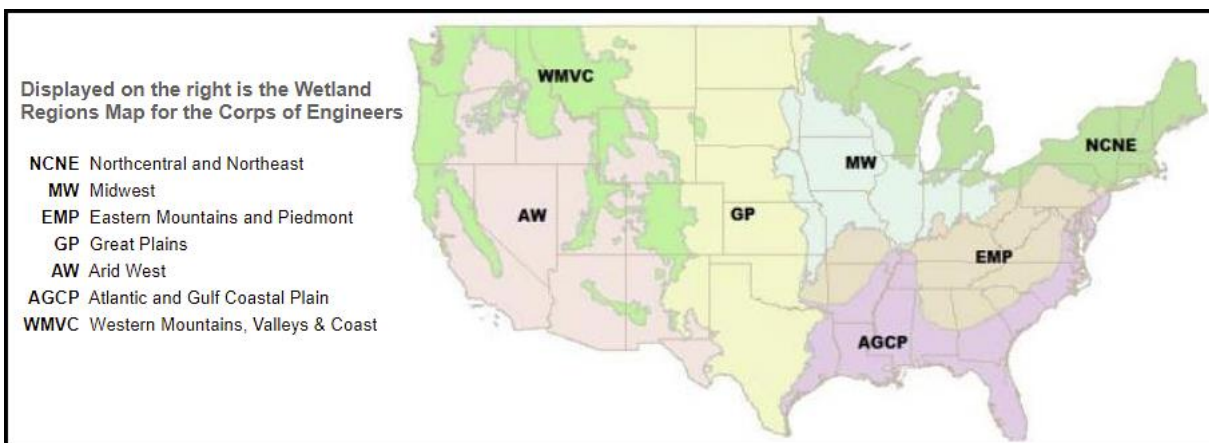 Displayed on the right is the Wetland
Regions Map for the Corps of Engineers
NCNE Northcentral and Northeast
MW Midwest
EMP Eastern Mountains and Piedmont
GP Great Plains
AW Arid West
AGCP Atlantic and Gulf Coastal Plain
WMVC Western Mountains, Valleys & Coast
WMVC
NCNE
MW
AW
GP
EMP
AGCP